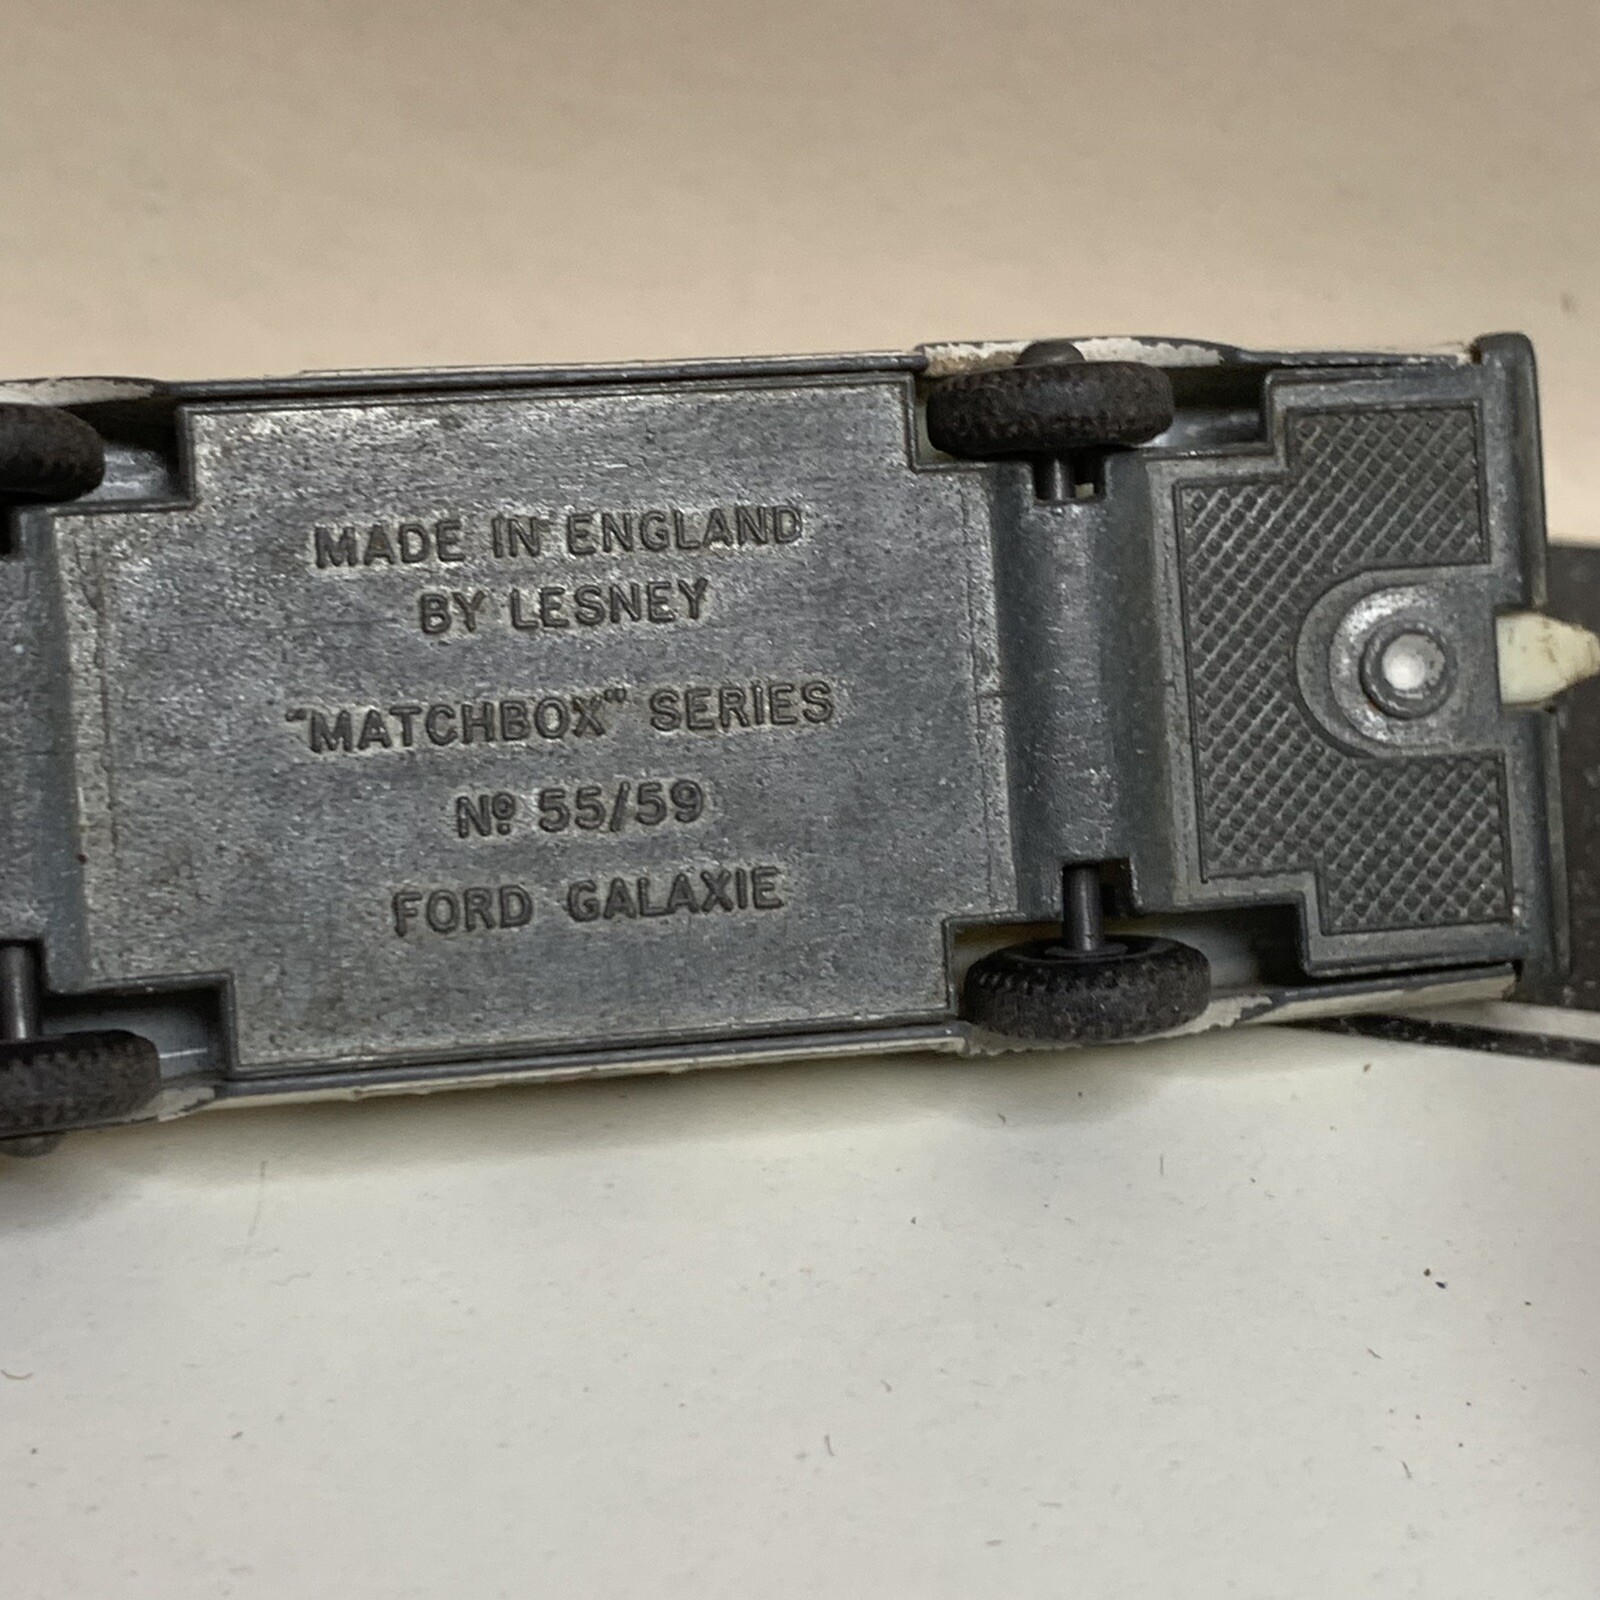 MADE IN ENGLAND
BY LESNEY
"MATCHBOX" SERIES
Nº 55/59
FORD GALAXIE